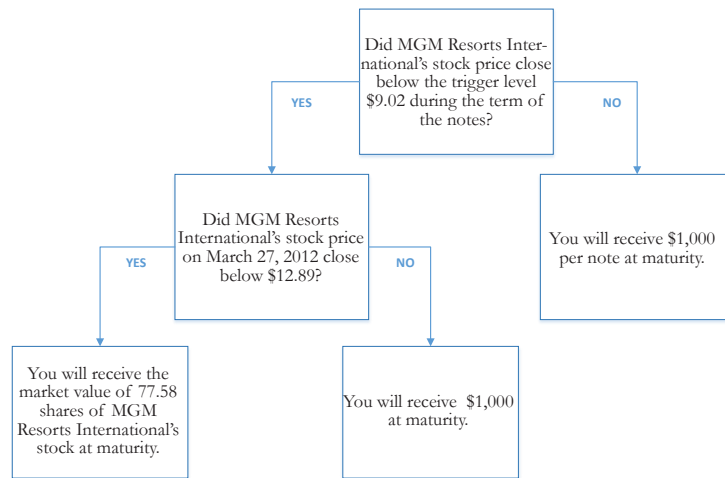 Did MGM Resorts Inter-
national's stock price close
below the trigger level
$9.02 during the term of
the notes?
YES
NO
Did MGM Resorts
International's stock price
on March 27, 2012 close
below $12.89?
You will receive $1,000
per note at maturity.
YES
NO
You will receive the
market value of 77.58
shares of MGM
Resorts International's
stock at maturity.
You will receive $1,000
at maturity.